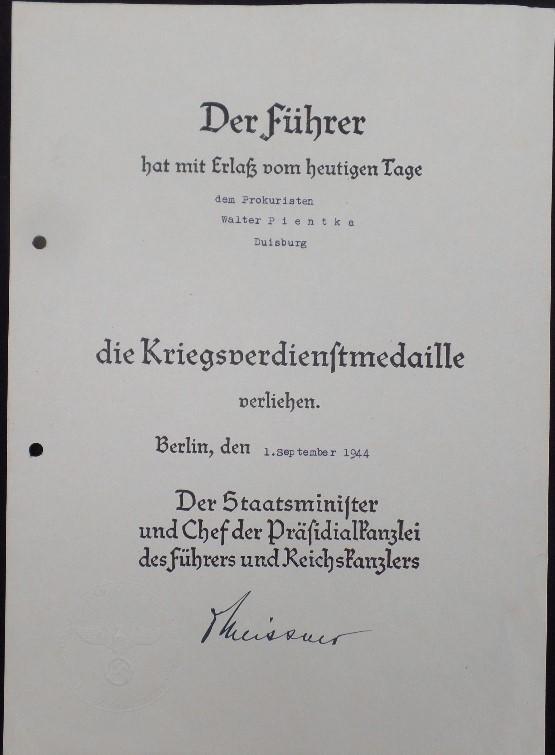 Der Führer
hat mit Erlaß vom heutigen Tage
dem Prokuristen
Walter P i e n t k a
Duisburg
die Kriegsverdienstmedaille
verliehen.
Berlin, den 1.September 1944
Der Staatsminister
und Chef der Präsidialkanzlei
des Führers und Reichskanzlers
Meissner